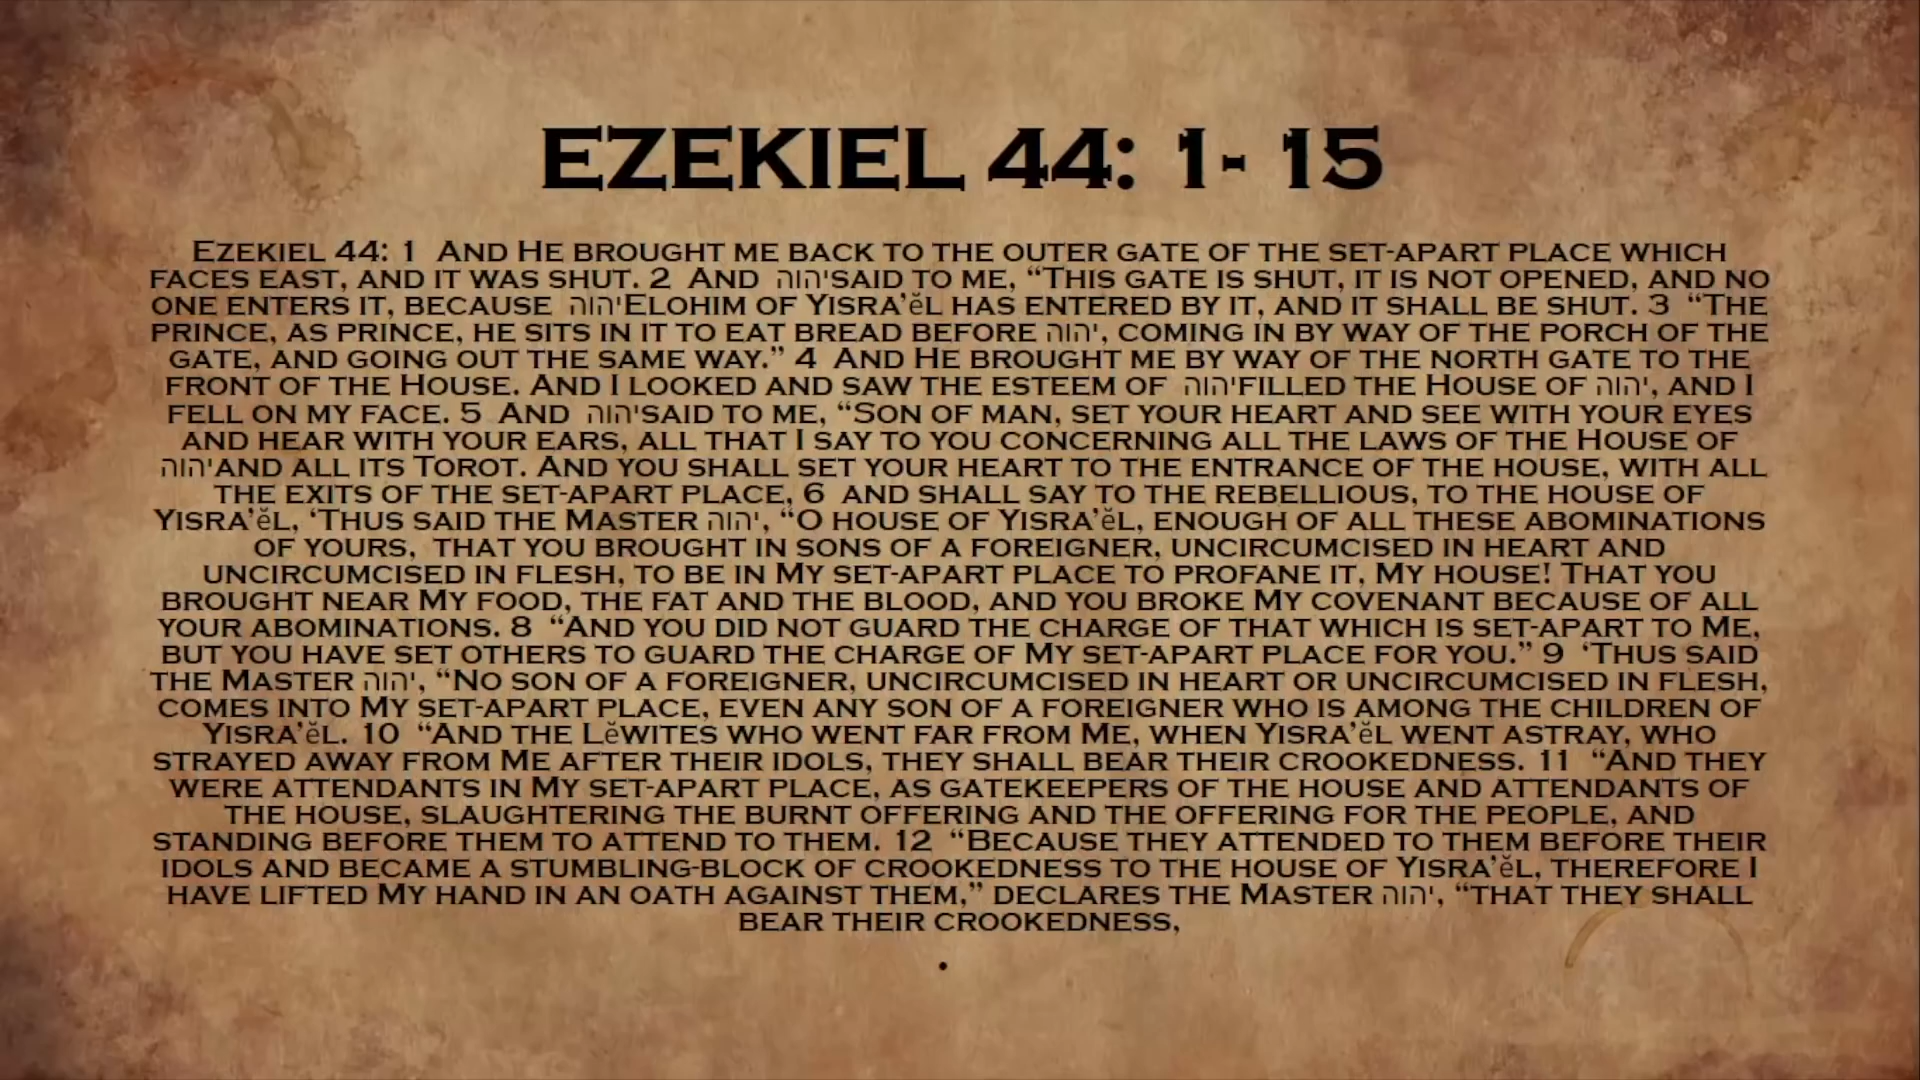 EZEKIEL 44: 1- 15
EZEKIEL 44: 1 AND HE BROUGHT ME BACK TO THE OUTER GATE OF THE SET-APART PLACE WHICH
FACES EAST, AND IT WAS SHUT. 2 AND יהוה SAID TO ME, “THIS GATE IS SHUT, IT IS NOT OPENED, AND NO
ONE ENTERS IT, BECAUSE יהוה ELOHIM OF YISRA’ĕL HAS ENTERED BY IT, AND IT SHALL BE SHUT. 3 “THE
PRINCE, AS PRINCE, HE SITS IN IT TO EAT BREAD BEFORE יהוה, COMING IN BY WAY OF THE PORCH OF THE
GATE, AND GOING OUT THE SAME WAY.” 4 AND HE BROUGHT ME BY WAY OF THE NORTH GATE TO THE
FRONT OF THE HOUSE. AND I LOOKED AND SAW THE ESTEEM OF יהוה FILLED THE HOUSE OF יהוה, AND I
FELL ON MY FACE. 5 AND יהוה SAID TO ME, “SON OF MAN, SET YOUR HEART AND SEE WITH YOUR EYES
AND HEAR WITH YOUR EARS, ALL THAT I SAY TO YOU CONCERNING ALL THE LAWS OF THE HOUSE OF
יהוה AND ALL ITS TOROT. AND YOU SHALL SET YOUR HEART TO THE ENTRANCE OF THE HOUSE, WITH ALL
THE EXITS OF THE SET-APART PLACE, 6 AND SHALL SAY TO THE REBELLIOUS, TO THE HOUSE OF
YISRA’ĕL, ‘THUS SAID THE MASTER יהוה, “O HOUSE OF YISRA’ĕL, ENOUGH OF ALL THESE ABOMINATIONS
OF YOURS, THAT YOU BROUGHT IN SONS OF A FOREIGNER, UNCIRCUMCISED IN HEART AND
UNCIRCUMCISED IN FLESH, TO BE IN MY SET-APART PLACE TO PROFANE IT, MY HOUSE! THAT YOU
BROUGHT NEAR MY FOOD, THE FAT AND THE BLOOD, AND YOU BROKE MY COVENANT BECAUSE OF ALL
YOUR ABOMINATIONS. 8 “AND YOU DID NOT GUARD THE CHARGE OF THAT WHICH IS SET-APART TO ME,
BUT YOU HAVE SET OTHERS TO GUARD THE CHARGE OF MY SET-APART PLACE FOR YOU.” 9 ‘THUS SAID
THE MASTER יהוה, “NO SON OF A FOREIGNER, UNCIRCUMCISED IN HEART OR UNCIRCUMCISED IN FLESH,
COMES INTO MY SET-APART PLACE, EVEN ANY SON OF A FOREIGNER WHO IS AMONG THE CHILDREN OF
YISRA’ĕL. 10 “AND THE LĕWITES WHO WENT FAR FROM ME, WHEN YISRA’ĕL WENT ASTRAY, WHO
STRAYED AWAY FROM ME AFTER THEIR IDOLS, THEY SHALL BEAR THEIR CROOKEDNESS. 11 “AND THEY
WERE ATTENDANTS IN MY SET-APART PLACE, AS GATEKEEPERS OF THE HOUSE AND ATTENDANTS OF
THE HOUSE, SLAUGHTERING THE BURNT OFFERING AND THE OFFERING FOR THE PEOPLE, AND
STANDING BEFORE THEM TO ATTEND TO THEM. 12 “BECAUSE THEY ATTENDED TO THEM BEFORE THEIR
IDOLS AND BECAME A STUMBLING-BLOCK OF CROOKEDNESS TO THE HOUSE OF YISRA’ĕL, THEREFORE I
HAVE LIFTED MY HAND IN AN OATH AGAINST THEM,” DECLARES THE MASTER יהוה, “THAT THEY SHALL
BEAR THEIR CROOKEDNESS,
•